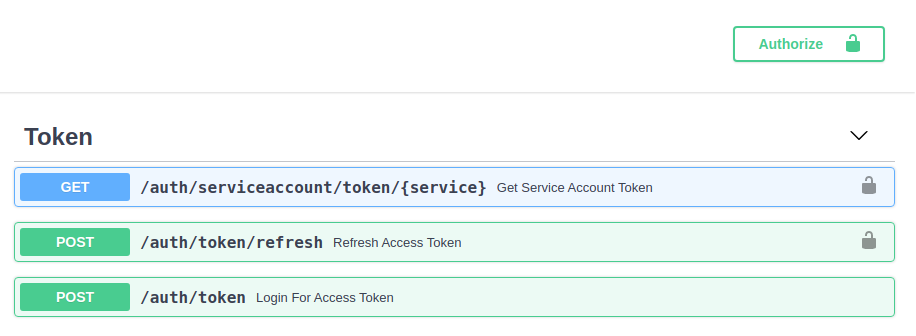 Authorize
Token
GET /auth/serviceaccount/token/{service} Get Service Account Token
POST /auth/token/refresh Refresh Access Token
POST /auth/token Login For Access Token